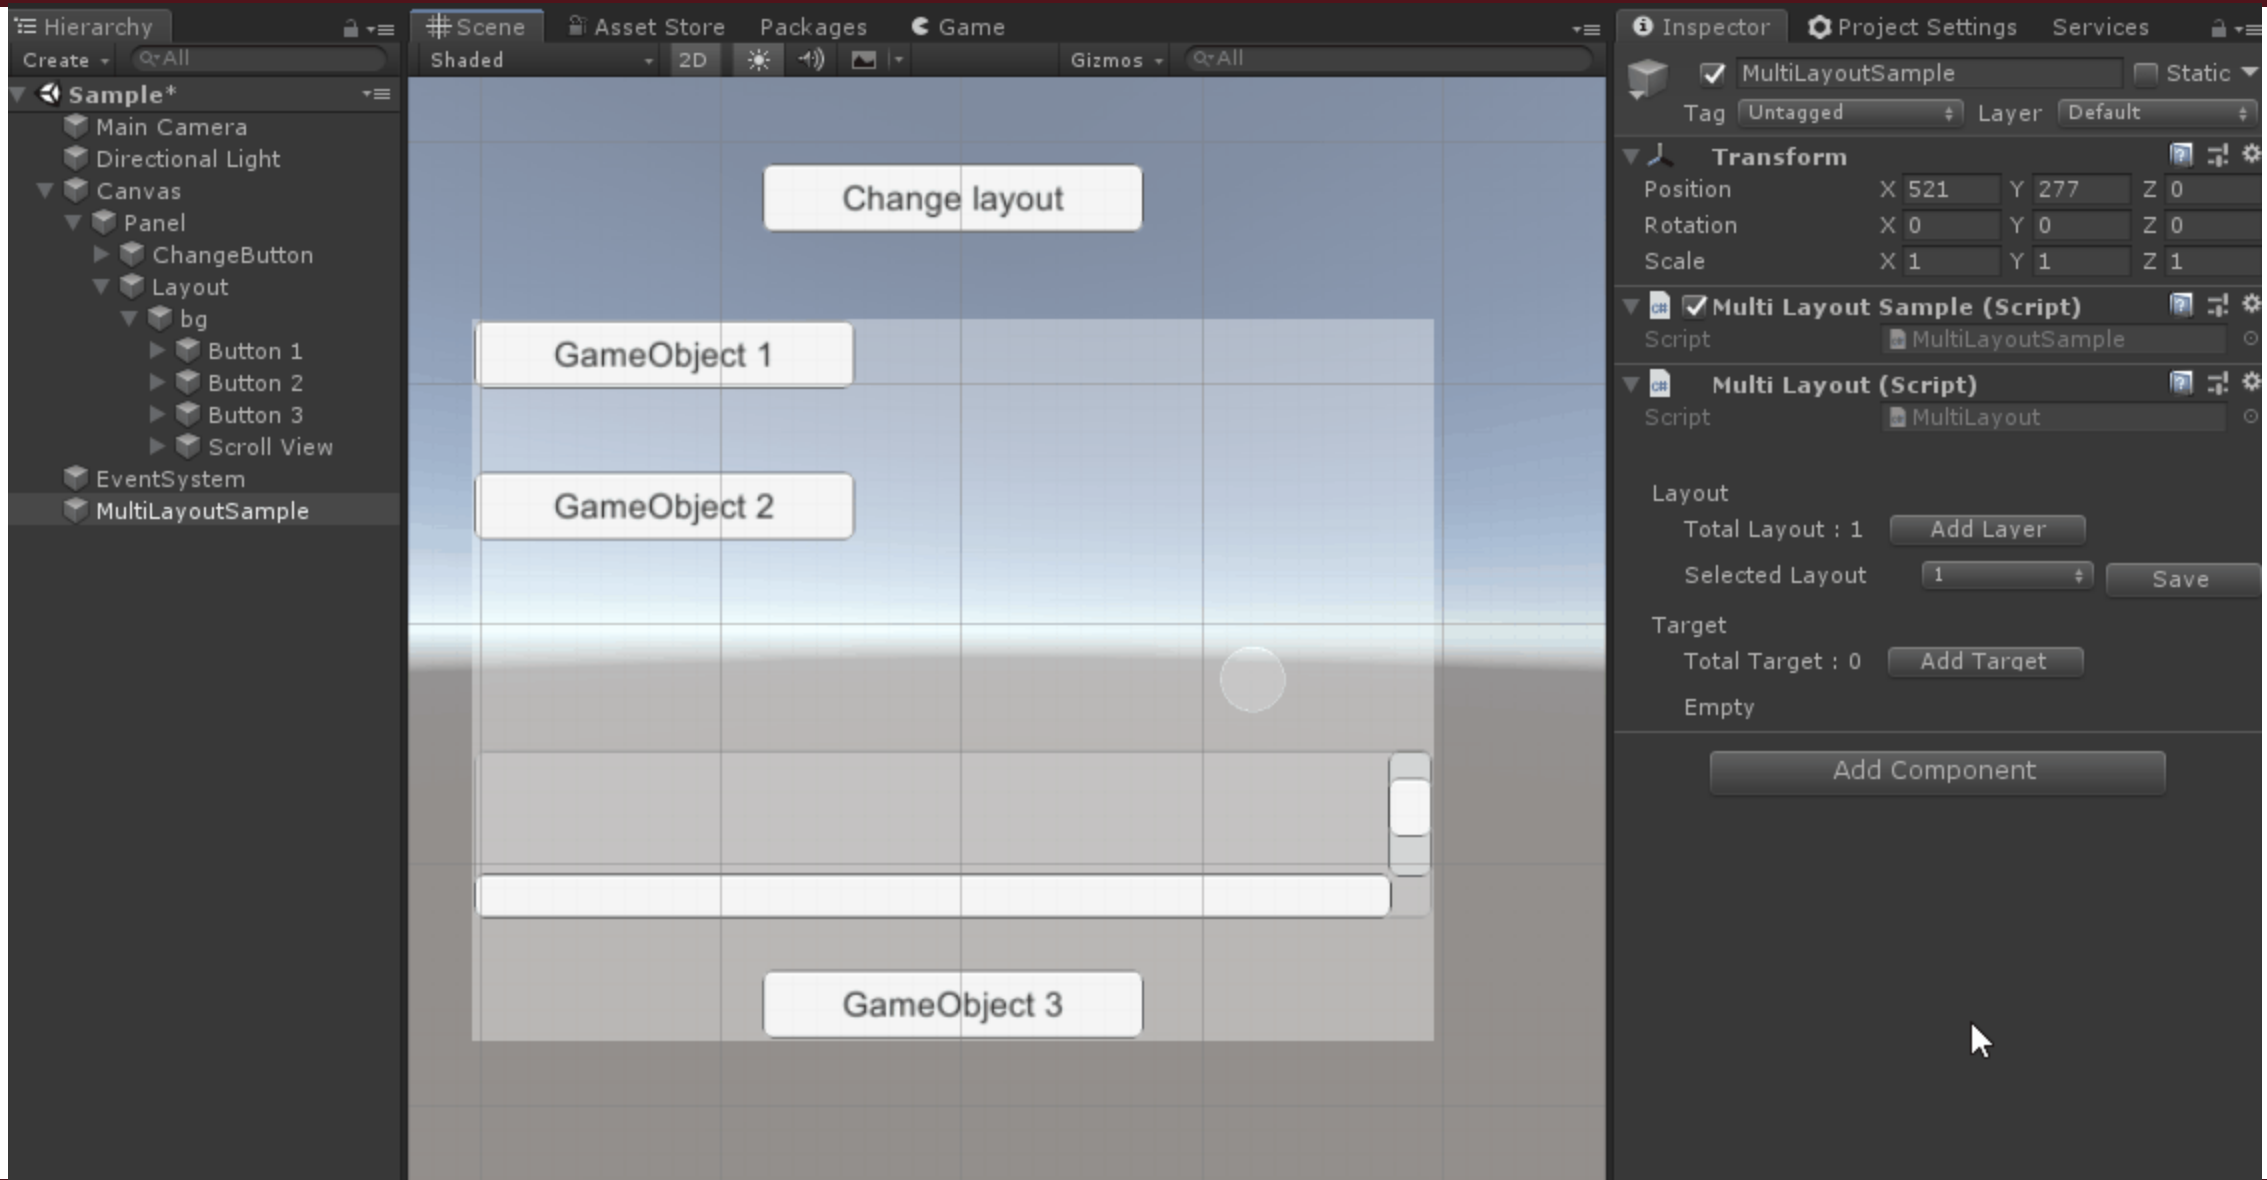 Hierarchy
Create All
Sample*
Main Camera
Directional Light
Canvas
Panel
ChangeButton
Layout
bg
Button 1
Button 2
Button 3
Scroll View
EventSystem
MultiLayoutSample
Scene Asset Store Packages Game
Shaded 2D Gizmos All
Change layout
GameObject 1
GameObject 2
GameObject 3
Inspector Project Settings Services
MultiLayoutSample Static
Tag Untagged Layer Default
Transform
Position X 521 Y 277 Z 0
Rotation X 0 Y 0 Z 0
Scale X 1 Y 1 Z 1
c# Multi Layout Sample (Script)
Script MultiLayoutSample
c# Multi Layout (Script)
Script MultiLayout
Layout
Total Layout : 1 Add Layer
Selected Layout 1 Save
Target
Total Target : 0 Add Target
Empty
Add Component